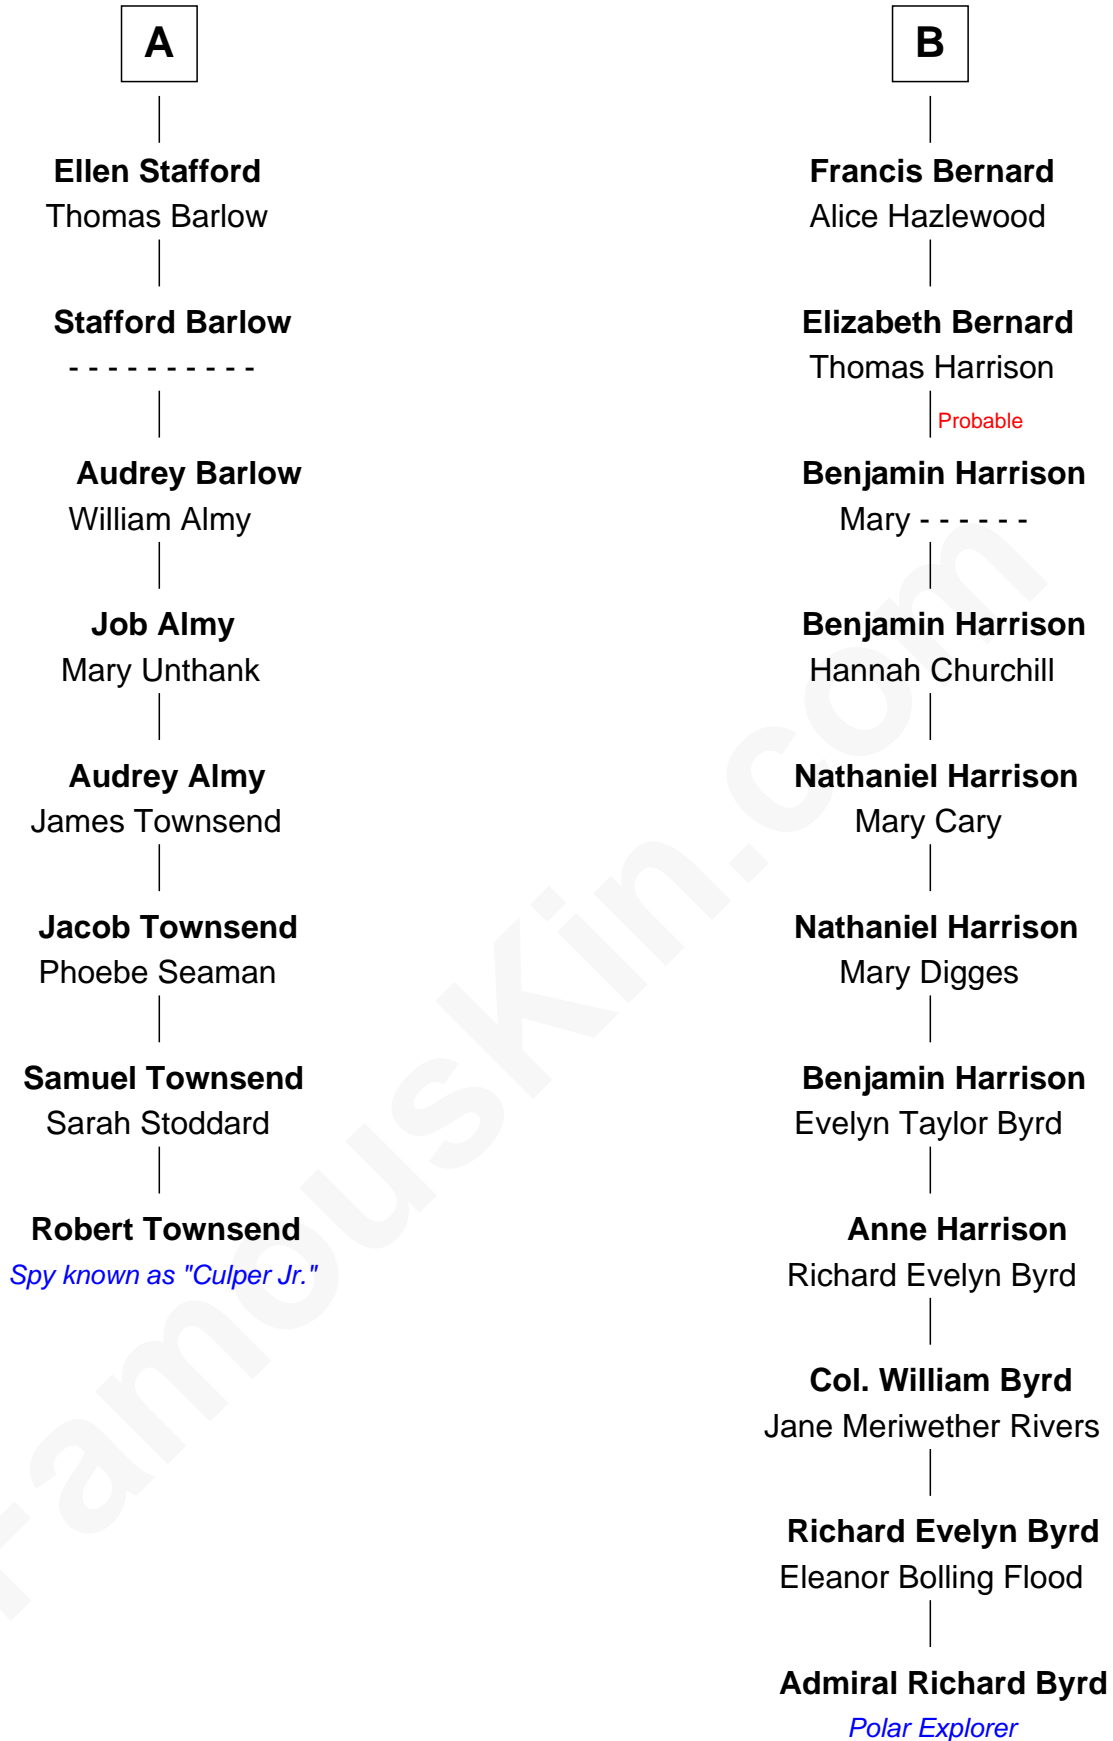 A
Ellen Stafford
Thomas Barlow
Stafford Barlow
- - - - - - - - - -
Audrey Barlow
William Almy
Job Almy
Mary Unthank
Audrey Almy
James Townsend
Jacob Townsend
Phoebe Seaman
Samuel Townsend
Sarah Stoddard
Robert Townsend
Spy known as "Culper Jr."
B
Francis Bernard
Alice Hazlewood
Elizabeth Bernard
Thomas Harrison
Probable
Benjamin Harrison
Mary - - - - - -
Benjamin Harrison
Hannah Churchill
Nathaniel Harrison
Mary Cary
Nathaniel Harrison
Mary Digges
Benjamin Harrison
Evelyn Taylor Byrd
Anne Harrison
Richard Evelyn Byrd
Col. William Byrd
Jane Meriwether Rivers
Richard Evelyn Byrd
Eleanor Bolling Flood
Admiral Richard Byrd
Polar Explorer
FamousKin.com